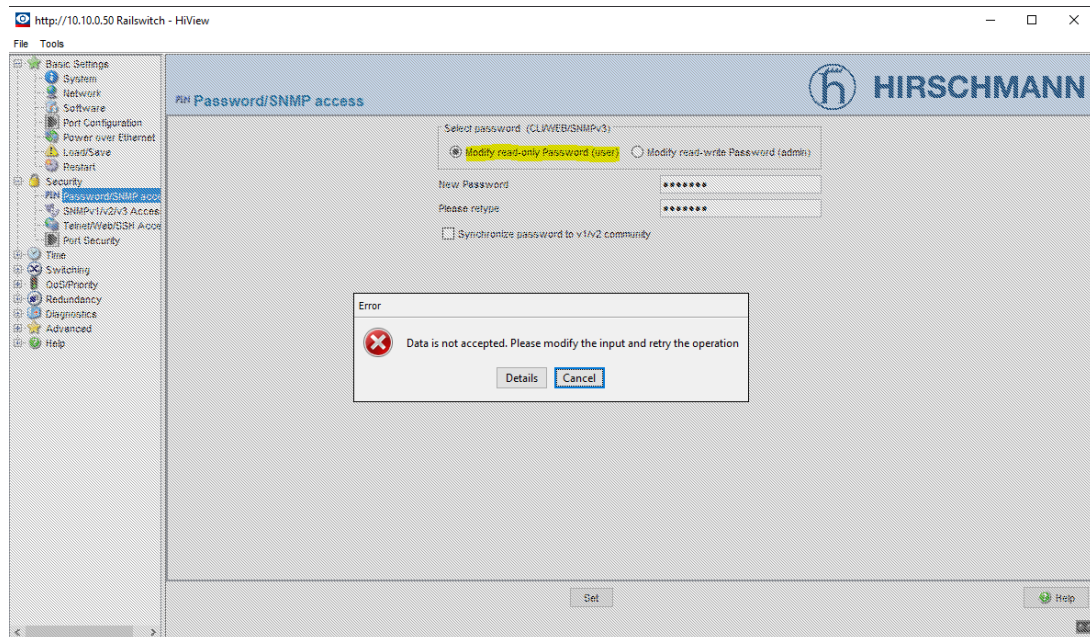 http://10.10.0.50 Railswitch - HiView
File Tools
Basic Settings
System
Network
Software
Port Configuration
Power over Ethernet
Load/Save
Restart
Security
Password/SNMP acce
SNMPv1/v2/v3 Acces
Telnet/Web/SSH Acce
Port Security
Time
Switching
QoS/Priority
Redundancy
Diagnostics
Advanced
Help
PIN Password/SNMP access
HIRSCHMANN
Select password (CLI/WEB/SNMPv3)
Modify read-only Password (user) Modify read-write Password (admin)
New Password *******
Please retype *******
Synchronize password to v1/v2 community
Error
Data is not accepted. Please modify the input and retry the operation
Details Cancel
Set Help